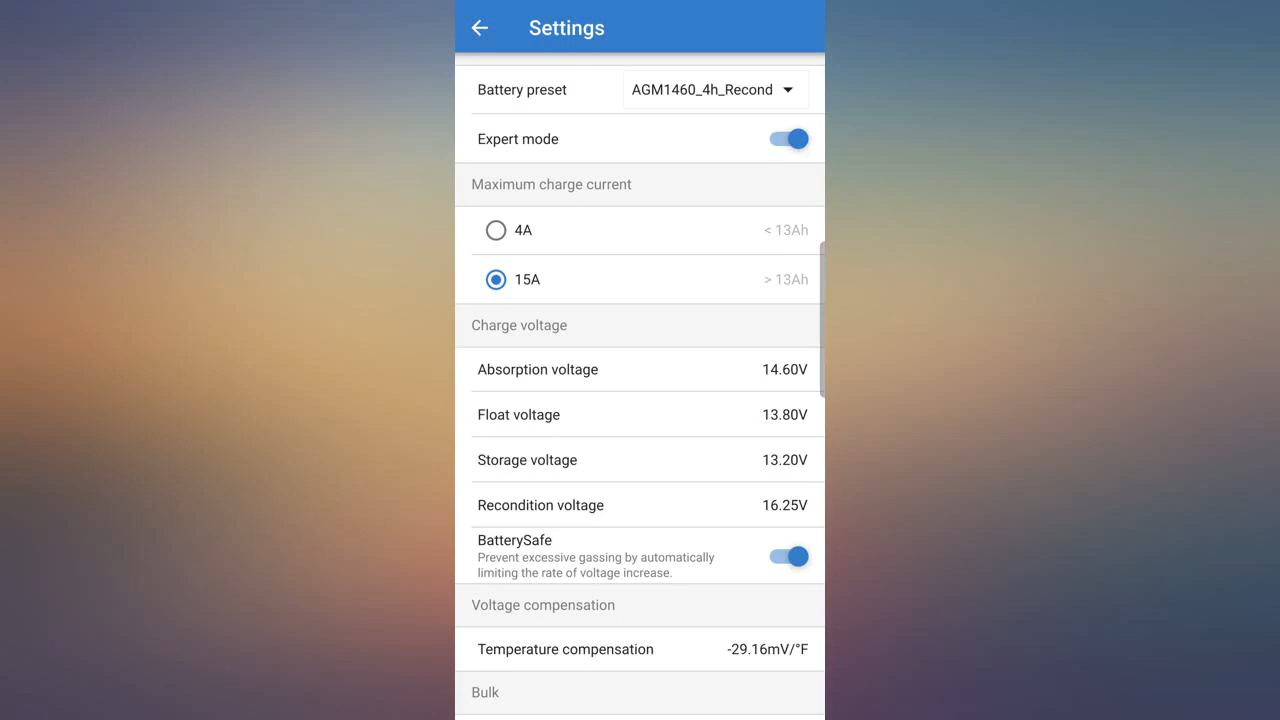 Settings
Battery preset AGM1460_4h_Recond
Expert mode
Maximum charge current
4A < 13Ah
15A > 13Ah
Charge voltage
Absorption voltage 14.60V
Float voltage 13.80V
Storage voltage 13.20V
Recondition voltage 16.25V
BatterySafe
Prevent excessive gassing by automatically
limiting the rate of voltage increase.
Voltage compensation
Temperature compensation -29.16mV/°F
Bulk